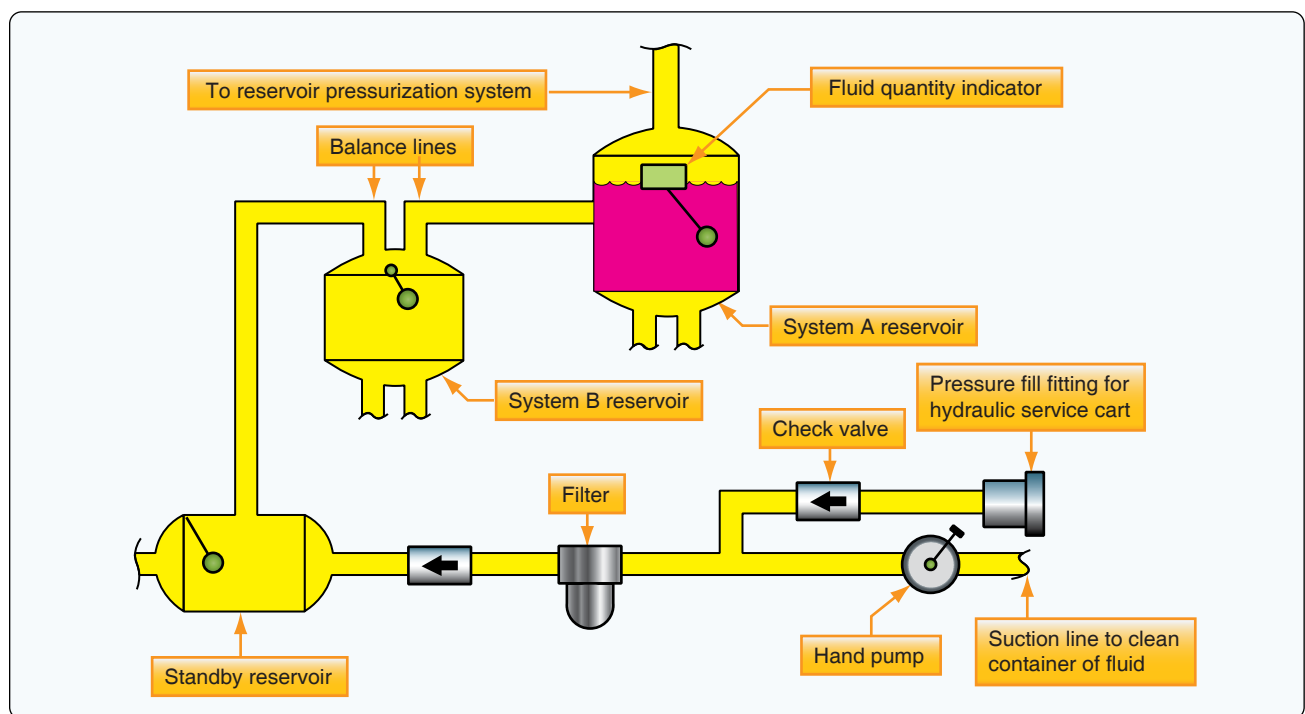 To reservoir pressurization system
Fluid quantity indicator
Balance lines
System A reservoir
System B reservoir
Pressure fill fitting for
hydraulic service cart
Check valve
Filter
Standby reservoir
Hand pump
Suction line to clean
container of fluid